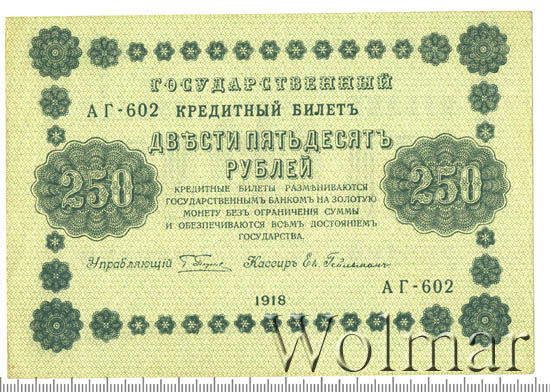 ГОСУДАРСТВЕННЫЙ
АГ-602 КРЕДИТНЫЙ БИЛЕТЪ
ДВѢСТИ ПЯТЬДЕСЯТЪ
РУБЛЕЙ
250
250
КРЕДИТНЫЕ БИЛЕТЫ РАЗМѢНИВАЮТСЯ
ГОСУДАРСТВЕННЫМЪ БАНКОМЪ НА ЗОЛОТУЮ
МОНЕТУ БЕЗЪ ОГРАНИЧЕНІЯ СУММЫ
И ОБЕЗПЕЧИВАЮТСЯ ВСѢМЪ ДОСТОЯНІЕМЪ
ГОСУДАРСТВА.
Управляющій Кассиръ
АГ-602
1918
Wolmar